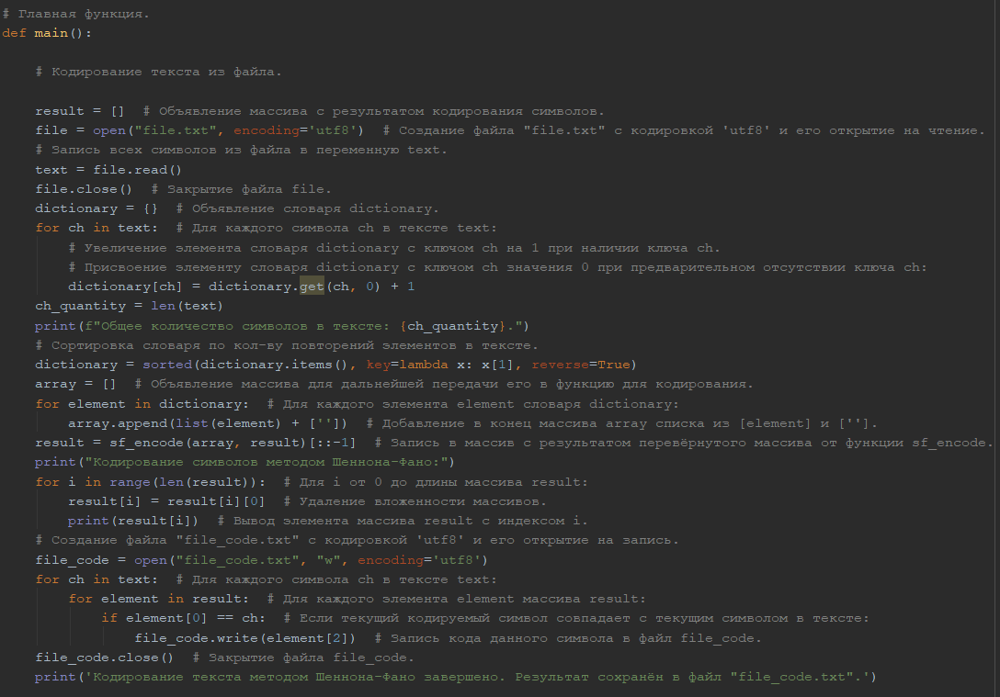 # Главная функция.
def main():
    # Кодирование текста из файла.
    result = []  # Объявление массива с результатом кодирования символов.
    file = open("file.txt", encoding='utf8')  # Создание файла "file.txt" с кодировкой 'utf8' и его открытие на чтение.
    # Запись всех символов из файла в переменную text.
    text = file.read()
    file.close()  # Закрытие файла file.
    dictionary = {}  # Объявление словаря dictionary.
    for ch in text:  # Для каждого символа ch в тексте text:
        # Увеличение элемента словаря dictionary с ключом ch на 1 при наличии ключа ch.
        # Присвоение элементу словаря dictionary с ключом ch значения 0 при предварительном отсутствии ключа ch:
        dictionary[ch] = dictionary.get(ch, 0) + 1
    ch_quantity = len(text)
    print(f"Общее количество символов в тексте: {ch_quantity}.")
    # Сортировка словаря по кол-ву повторений элементов в тексте.
    dictionary = sorted(dictionary.items(), key=lambda x: x[1], reverse=True)
    array = []  # Объявление массива для дальнейшей передачи его в функцию для кодирования.
    for element in dictionary:  # Для каждого элемента element словаря dictionary:
        array.append(list(element) + [''])  # Добавление в конец массива array списка из [element] и [''].
    result = sf_encode(array, result)[::-1]  # Запись в массив с результатом перевёрнутого массива от функции sf_encode.
    print("Кодирование символов методом Шеннона-Фано:")
    for i in range(len(result)):  # Для i от 0 до длины массива result:
        result[i] = result[i][0]  # Удаление вложенности массивов.
        print(result[i])  # Вывод элемента массива result с индексом i.
    # Создание файла "file_code.txt" с кодировкой 'utf8' и его открытие на запись.
    file_code = open("file_code.txt", "w", encoding='utf8')
    for ch in text:  # Для каждого символа ch в тексте text:
        for element in result:  # Для каждого элемента element массива result:
            if element[0] == ch:  # Если текущий кодируемый символ совпадает с текущим символом в тексте:
                file_code.write(element[2])  # Запись кода данного символа в файл file_code.
    file_code.close()  # Закрытие файла file_code.
    print('Кодирование текста методом Шеннона-Фано завершено. Результат сохранён в файл "file_code.txt".')